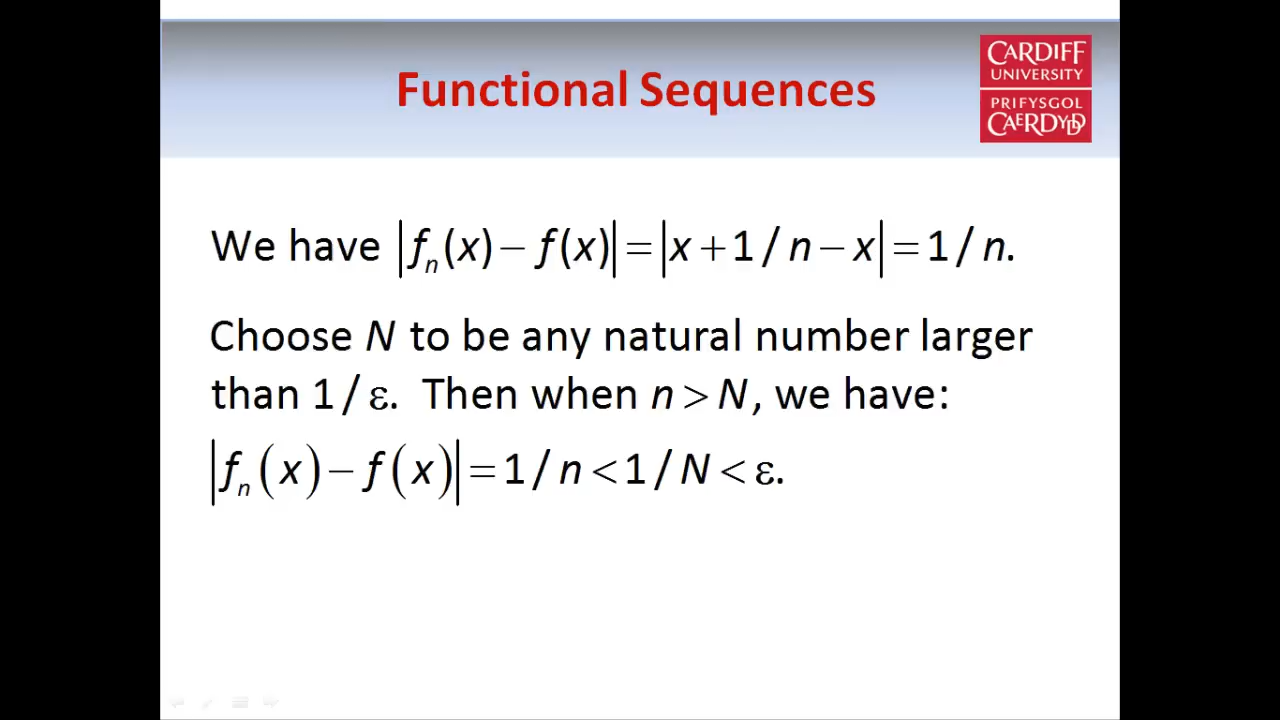 Functional Sequences
CARDIFF
UNIVERSITY
PRIFYSGOL
CAERDYDD
We have |fₙ(x) − f(x)| = |x + 1 / n − x| = 1 / n.
Choose N to be any natural number larger
than 1 / ε. Then when n > N, we have:
|fₙ(x) − f(x)| = 1 / n < 1 / N < ε.